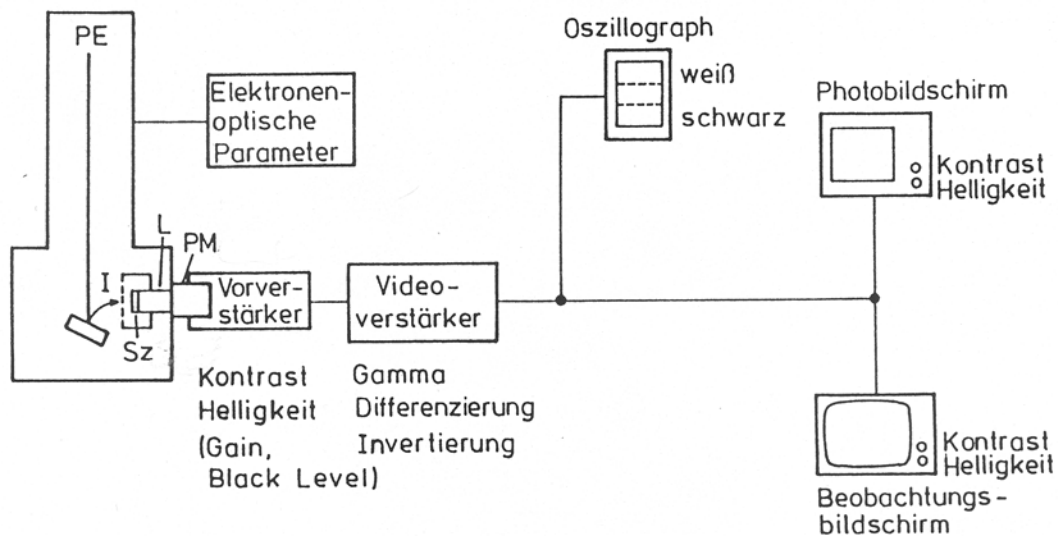 PE
Elektronen-
optische
Parameter
Oszillograph
weiß
schwarz
Photobildschirm
Kontrast
Helligkeit
L
PM
I
Sz
Vorver-
stärker
Video-
verstärker
Kontrast
Helligkeit
(Gain,
Black Level)
Gamma
Differenzierung
Invertierung
Kontrast
Helligkeit
Beobachtungs-
bildschirm